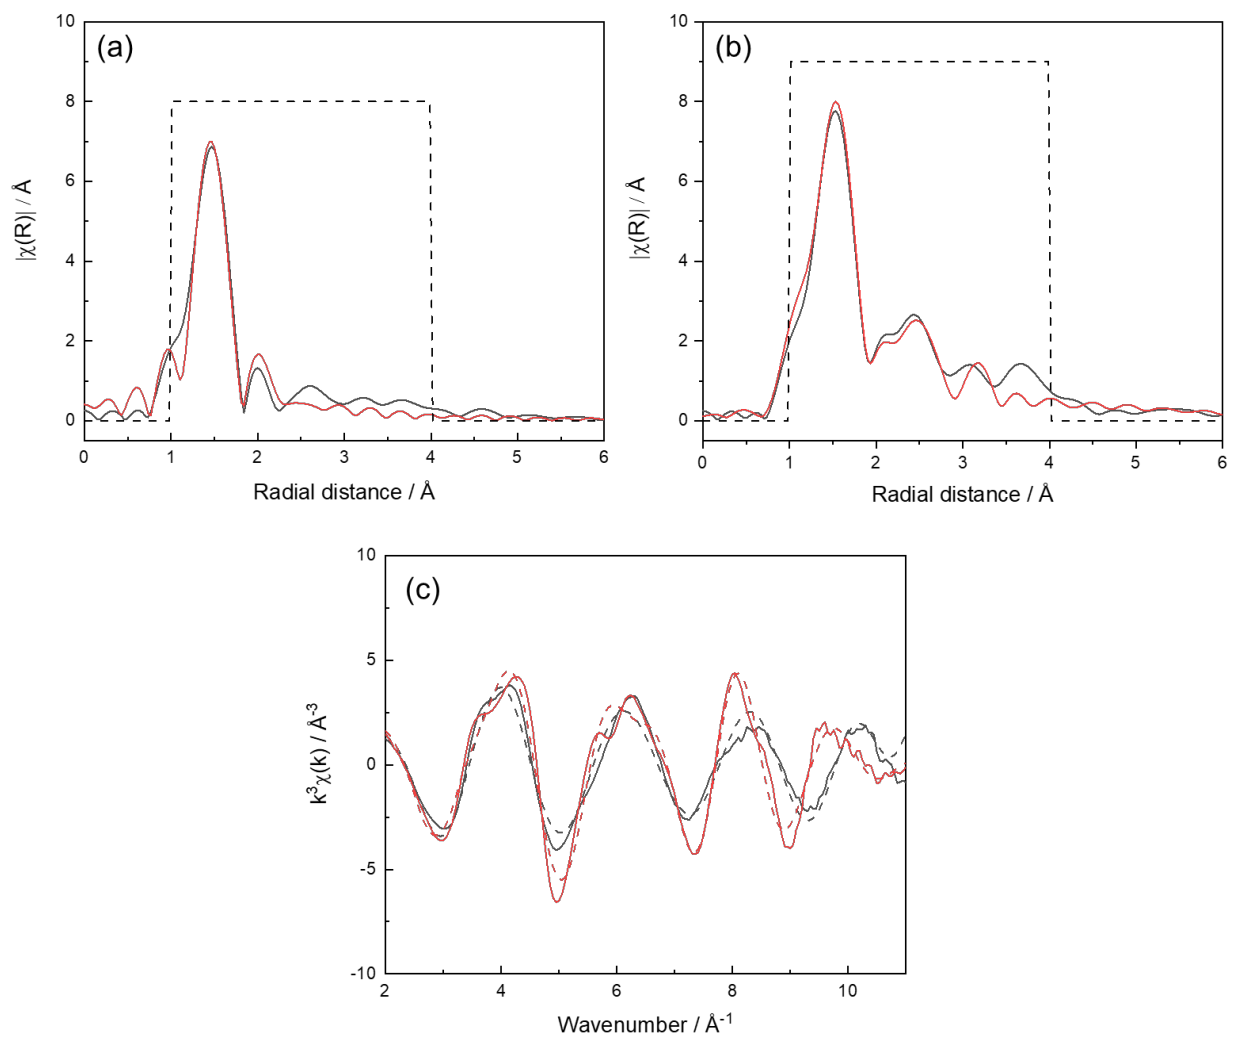 (a)
10
8
6
4
2
0
|χ(R)| / Å
0 1 2 3 4 5 6
Radial distance / Å
(b)
10
8
6
4
2
0
|χ(R)| / Å
0 1 2 3 4 5 6
Radial distance / Å
(c)
10
5
0
-5
-10
k³χ(k) / Å⁻³
2 4 6 8 10
Wavenumber / Å⁻¹